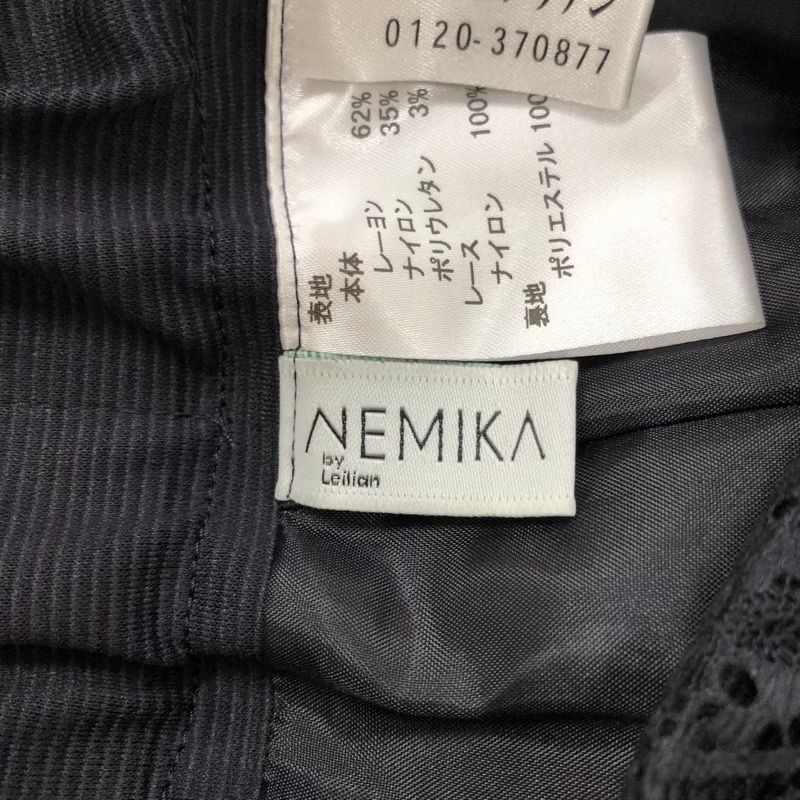 0120-370877
表地
本体
レーヨン 62%
ナイロン 35%
ポリウレタン 3%
レース
ナイロン 100%
裏地
ポリエステル 100
NEMIKA
by
Leilian